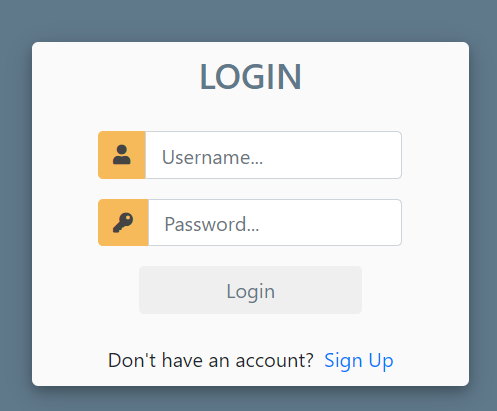 LOGIN
Username...
Password...
Login
Don't have an account? Sign Up